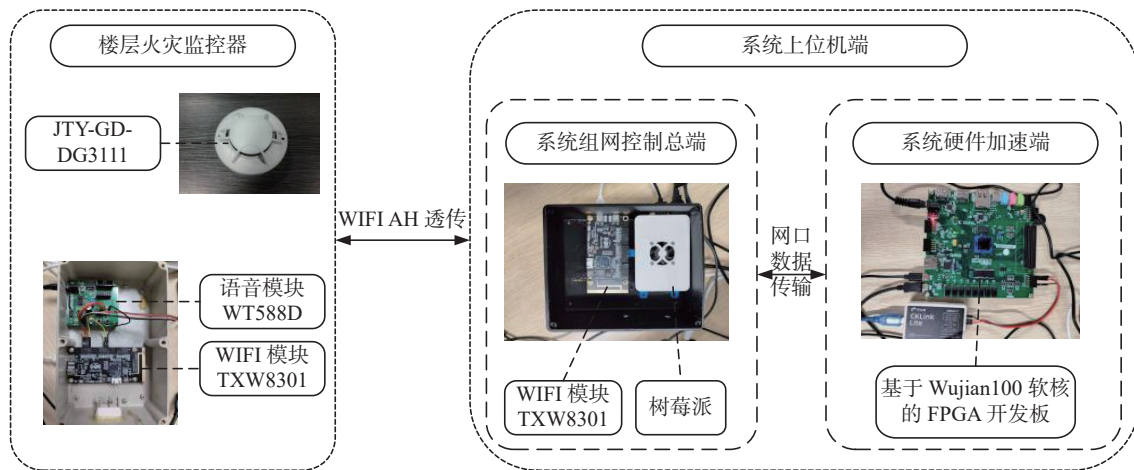 楼层火灾监控器
JTY-GD-
DG3111
语音模块
WT588D
WIFI 模块
TXW8301
WIFI AH 透传
系统上位机端
系统组网控制总端
WIFI 模块
TXW8301
树莓派
网口
数据
传输
系统硬件加速端
CKLink
Lite
基于 Wujian100 软核
的 FPGA 开发板